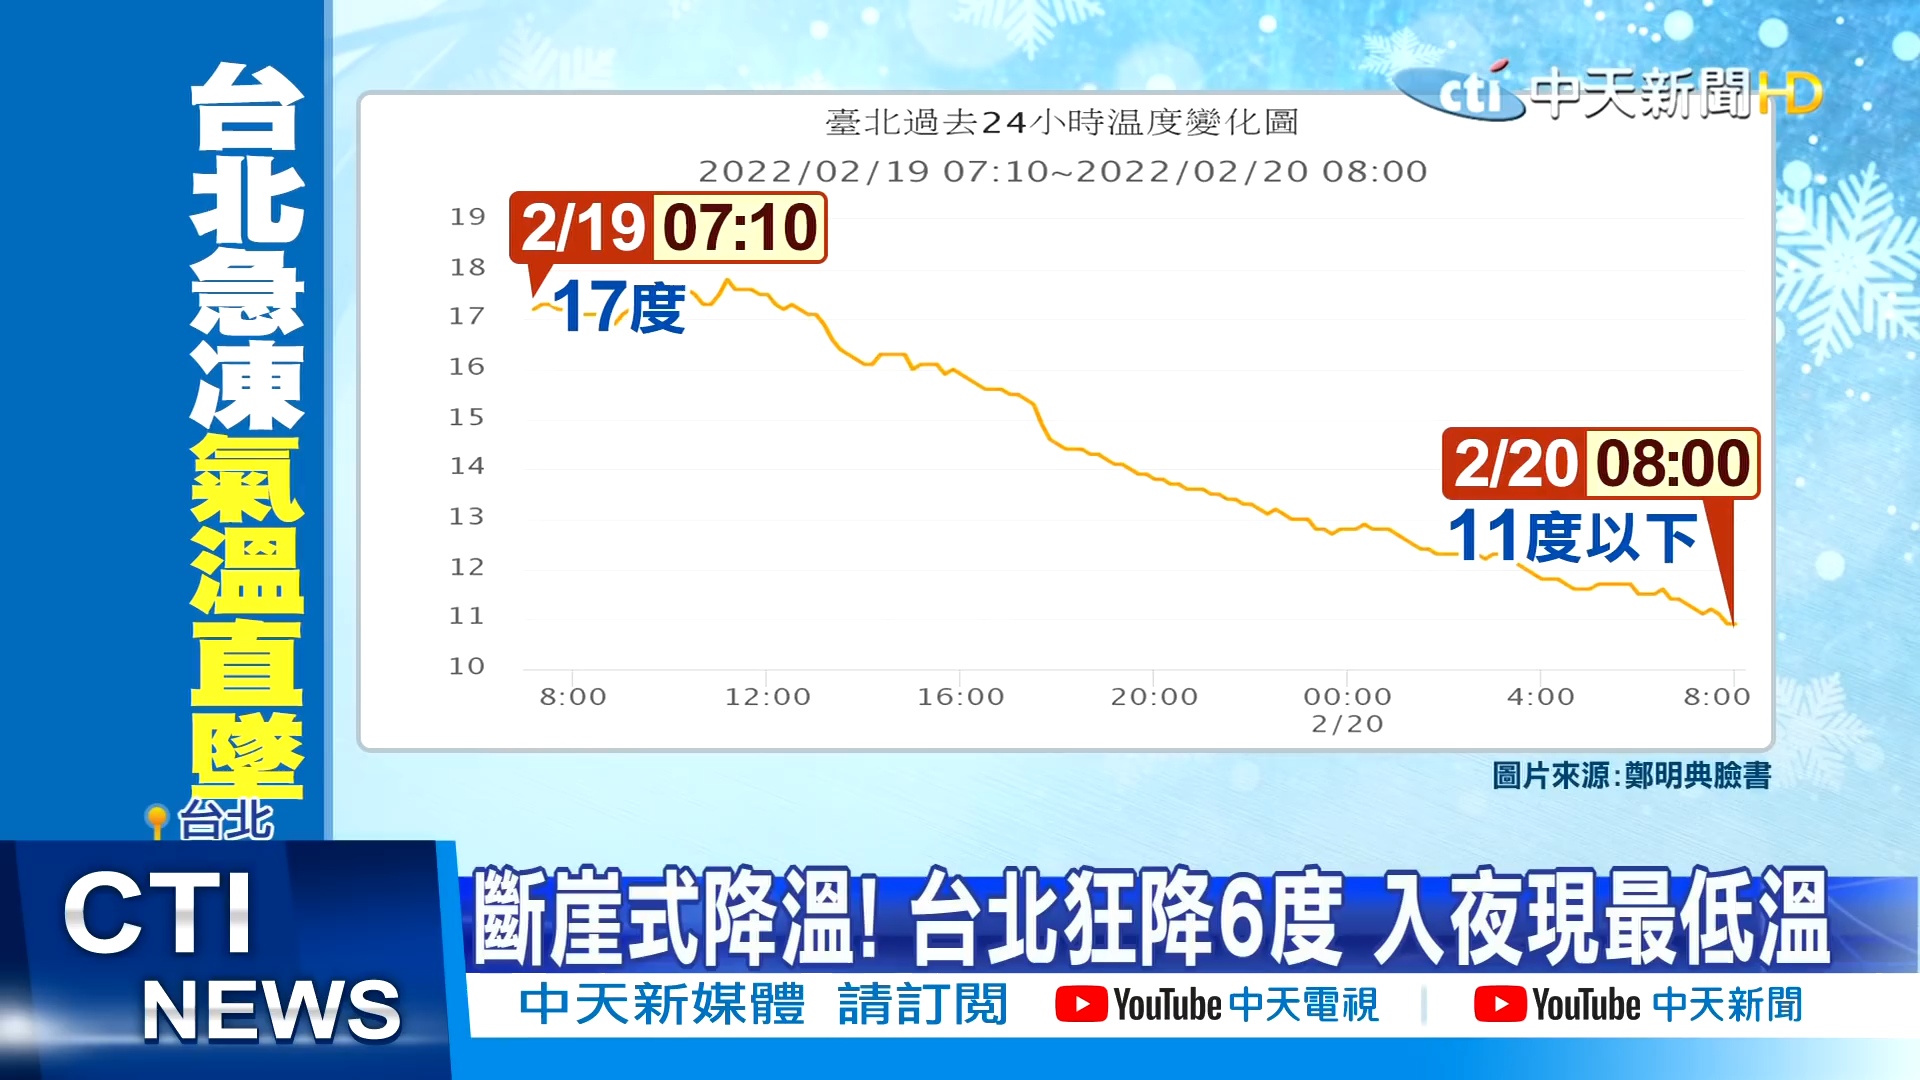 台北急凍氣溫直墜
cti 中天新聞HD
臺北過去24小時温度變化圖
2022/02/19 07:10~2022/02/20 08:00
2/19 07:10
17度
2/20 08:00
11度以下
19
18
17
16
15
14
13
12
11
10
8:00 12:00 16:00 20:00 00:00 4:00 8:00
2/20
圖片來源:鄭明典臉書
台北
CTI
NEWS
斷崖式降溫! 台北狂降6度 入夜現最低溫
中天新媒體 請訂閱 YouTube 中天電視 | YouTube 中天新聞